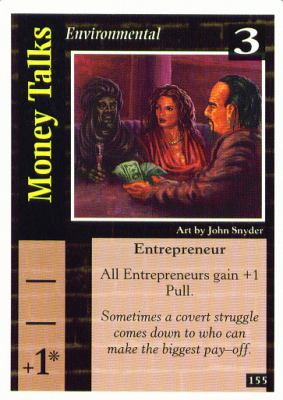 Money Talks
Environmental
3
Art by John Snyder
Entrepreneur
All Entrepreneurs gain +1
Pull.
Sometimes a covert struggle
comes down to who can
make the biggest pay–off.
—
—
+1*
155